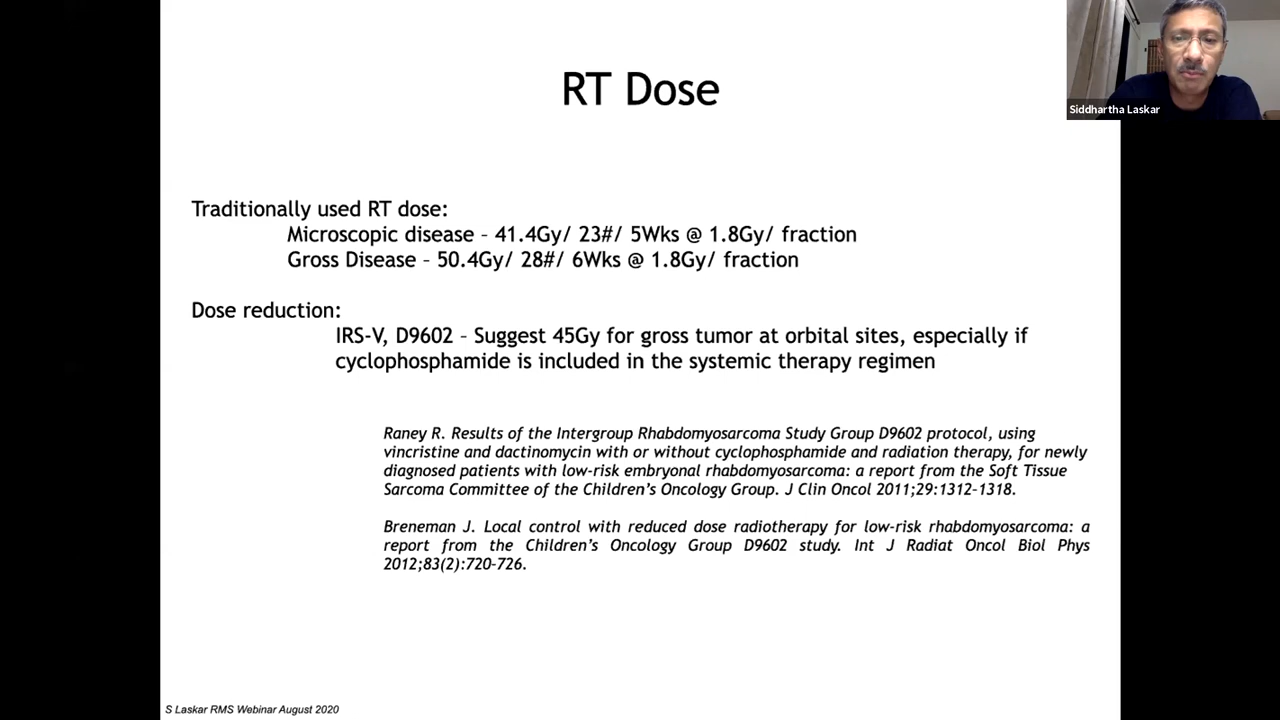 RT Dose
Siddhartha Laskar
Traditionally used RT dose:
Microscopic disease – 41.4Gy/ 23#/ 5Wks @ 1.8Gy/ fraction
Gross Disease – 50.4Gy/ 28#/ 6Wks @ 1.8Gy/ fraction
Dose reduction:
IRS-V, D9602 – Suggest 45Gy for gross tumor at orbital sites, especially if
cyclophosphamide is included in the systemic therapy regimen
Raney R. Results of the Intergroup Rhabdomyosarcoma Study Group D9602 protocol, using
vincristine and dactinomycin with or without cyclophosphamide and radiation therapy, for newly
diagnosed patients with low-risk embryonal rhabdomyosarcoma: a report from the Soft Tissue
Sarcoma Committee of the Children’s Oncology Group. J Clin Oncol 2011;29:1312–1318.
Breneman J. Local control with reduced dose radiotherapy for low-risk rhabdomyosarcoma: a
report from the Children’s Oncology Group D9602 study. Int J Radiat Oncol Biol Phys
2012;83(2):720–726.
S Laskar RMS Webinar August 2020